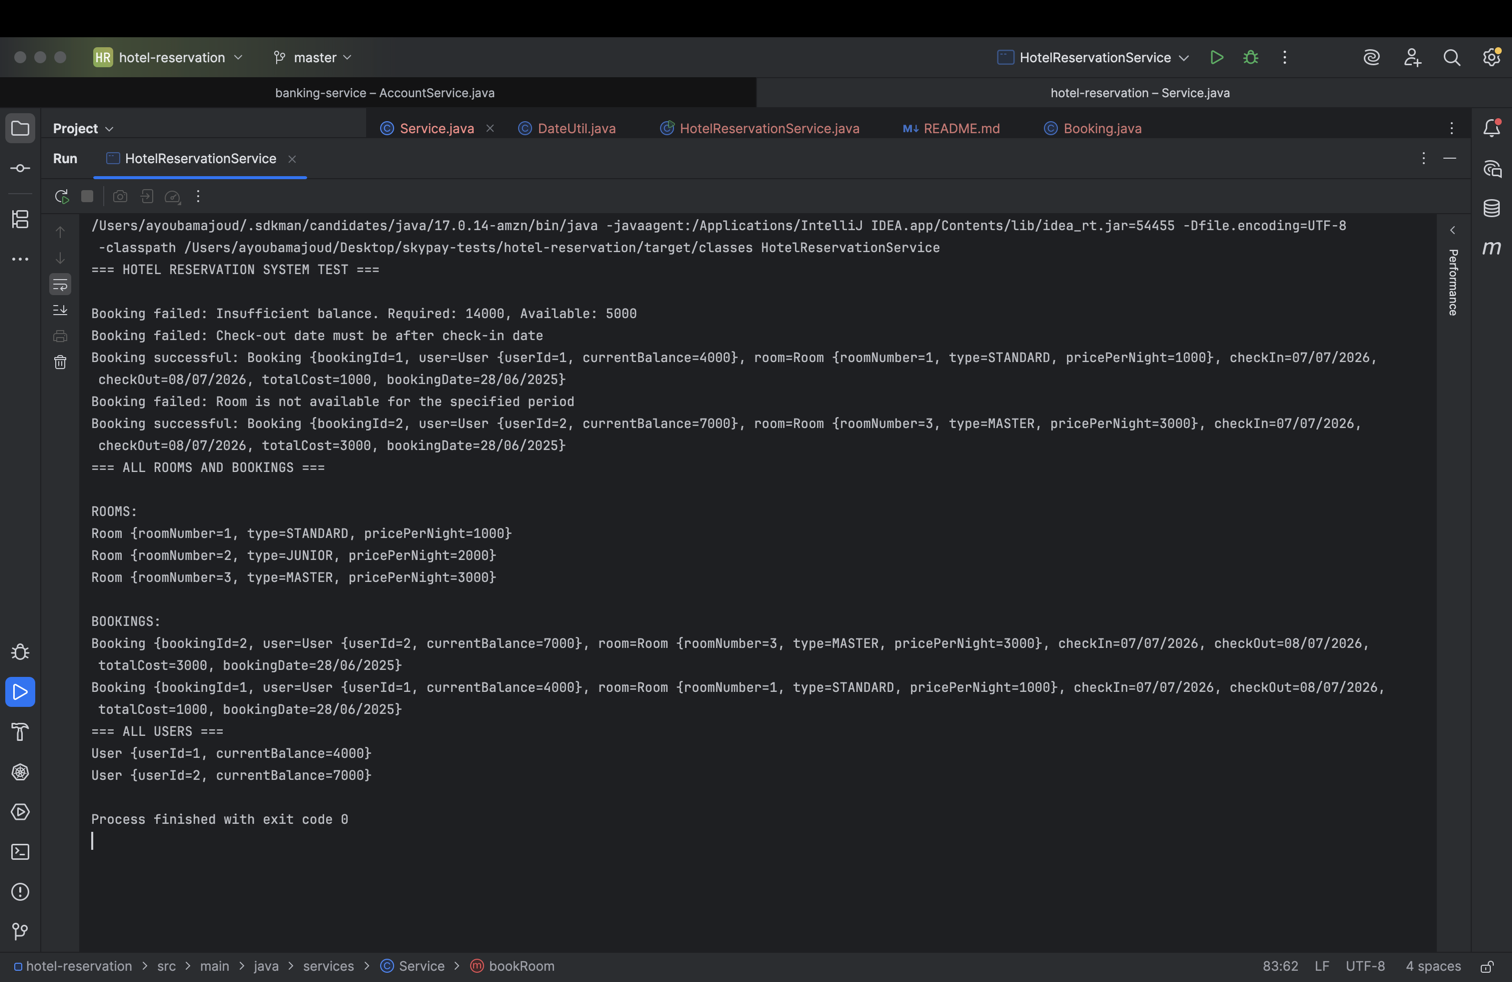 HR hotel-reservation master HotelReservationService
banking-service – AccountService.java hotel-reservation – Service.java
Project Service.java DateUtil.java HotelReservationService.java M↓ README.md Booking.java
Run HotelReservationService
/Users/ayoubamajoud/.sdkman/candidates/java/17.0.14-amzn/bin/java -javaagent:/Applications/IntelliJ IDEA.app/Contents/lib/idea_rt.jar=54455 -Dfile.encoding=UTF-8
-classpath /Users/ayoubamajoud/Desktop/skypay-tests/hotel-reservation/target/classes HotelReservationService
=== HOTEL RESERVATION SYSTEM TEST ===
Booking failed: Insufficient balance. Required: 14000, Available: 5000
Booking failed: Check-out date must be after check-in date
Booking successful: Booking {bookingId=1, user=User {userId=1, currentBalance=4000}, room=Room {roomNumber=1, type=STANDARD, pricePerNight=1000}, checkIn=07/07/2026,
checkOut=08/07/2026, totalCost=1000, bookingDate=28/06/2025}
Booking failed: Room is not available for the specified period
Booking successful: Booking {bookingId=2, user=User {userId=2, currentBalance=7000}, room=Room {roomNumber=3, type=MASTER, pricePerNight=3000}, checkIn=07/07/2026,
checkOut=08/07/2026, totalCost=3000, bookingDate=28/06/2025}
=== ALL ROOMS AND BOOKINGS ===
ROOMS:
Room {roomNumber=1, type=STANDARD, pricePerNight=1000}
Room {roomNumber=2, type=JUNIOR, pricePerNight=2000}
Room {roomNumber=3, type=MASTER, pricePerNight=3000}
BOOKINGS:
Booking {bookingId=2, user=User {userId=2, currentBalance=7000}, room=Room {roomNumber=3, type=MASTER, pricePerNight=3000}, checkIn=07/07/2026, checkOut=08/07/2026,
totalCost=3000, bookingDate=28/06/2025}
Booking {bookingId=1, user=User {userId=1, currentBalance=4000}, room=Room {roomNumber=1, type=STANDARD, pricePerNight=1000}, checkIn=07/07/2026, checkOut=08/07/2026,
totalCost=1000, bookingDate=28/06/2025}
=== ALL USERS ===
User {userId=1, currentBalance=4000}
User {userId=2, currentBalance=7000}
Process finished with exit code 0
Performance
m
hotel-reservation > src > main > java > services > Service > bookRoom 83:62 LF UTF-8 4 spaces